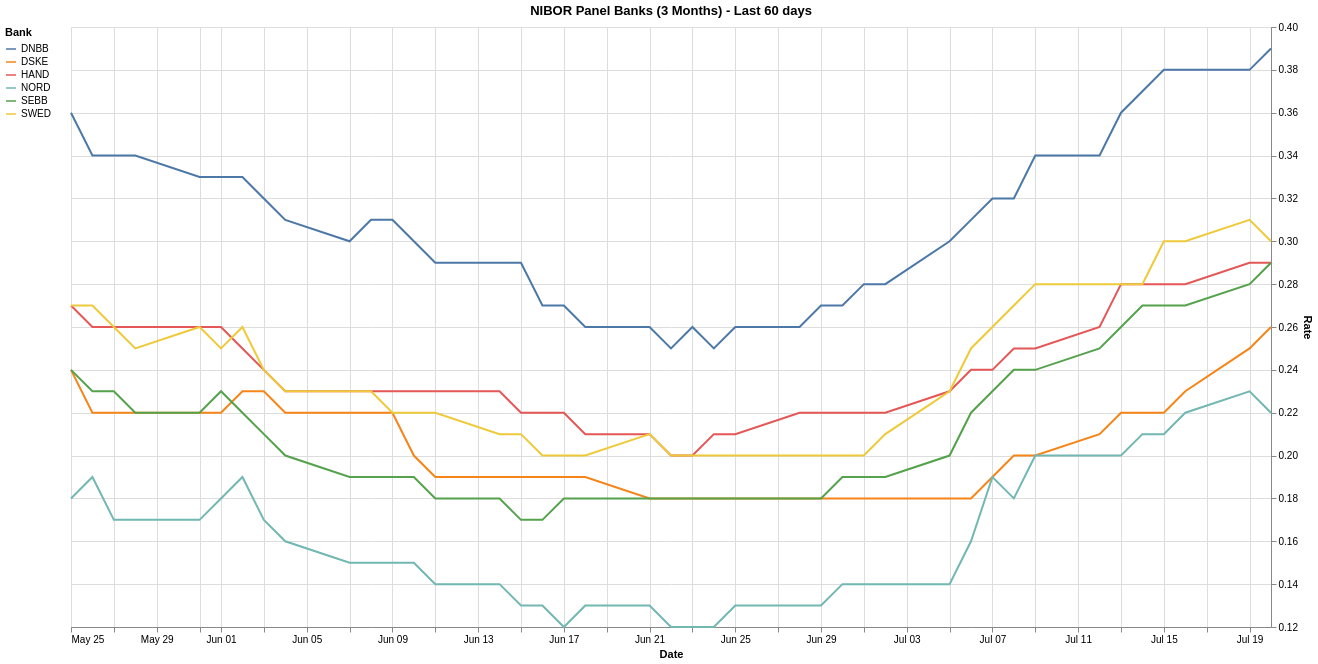 NIBOR Panel Banks (3 Months) - Last 60 days
Bank
DNBB
DSKE
HAND
NORD
SEBB
SWED
0.40
0.38
0.36
0.34
0.32
0.30
0.28
0.26
0.24
0.22
0.20
0.18
0.16
0.14
0.12
Rate
May 25 May 29 Jun 01 Jun 05 Jun 09 Jun 13 Jun 17 Jun 21 Jun 25 Jun 29 Jul 03 Jul 07 Jul 11 Jul 15 Jul 19
Date